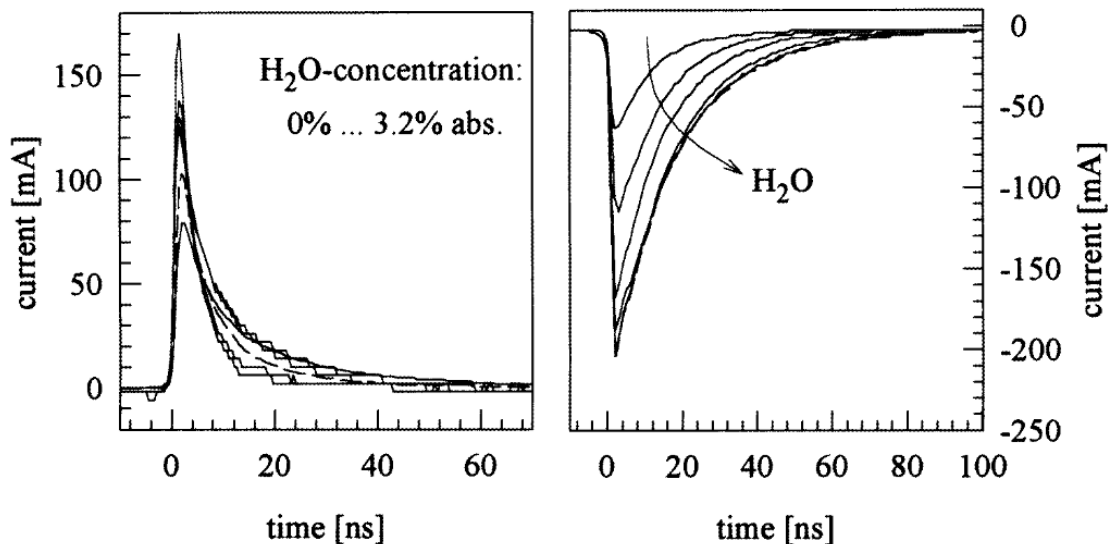 H₂O-concentration:
0% ... 3.2% abs.
current [mA]
150
100
50
0
0
20
40
60
time [ns]
H₂O
0
-50
-100
-150
-200
-250
current [mA]
0
20
40
60
80
100
time [ns]